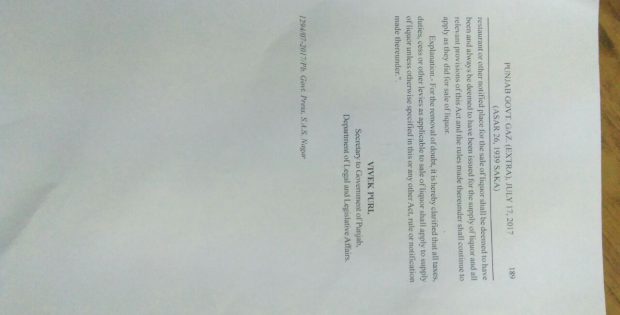 PUNJAB GOVT. GAZ. (EXTRA), JULY 17, 2017 189
(ASAR 26, 1939 SAKA)
restaurant or other notified place for the sale of liquor shall be deemed to have
been and always be deemed to have been issued for the supply of liquor and all
relevant provisions of this Act and the rules made thereunder shall continue to
apply as they did for sale of liquor.
Explanation:- For the removal of doubt, it is hereby clarified that all taxes,
duties, cess or other levies as applicable to sale of liquor shall apply to supply
of liquor unless otherwise specified in this or any other Act, rule or notification
made thereunder."
VIVEK PURI,
Secretary to Government of Punjab,
Department of Legal and Legislative Affairs.
1294/07-2017/Pb. Govt. Press, S.A.S. Nagar